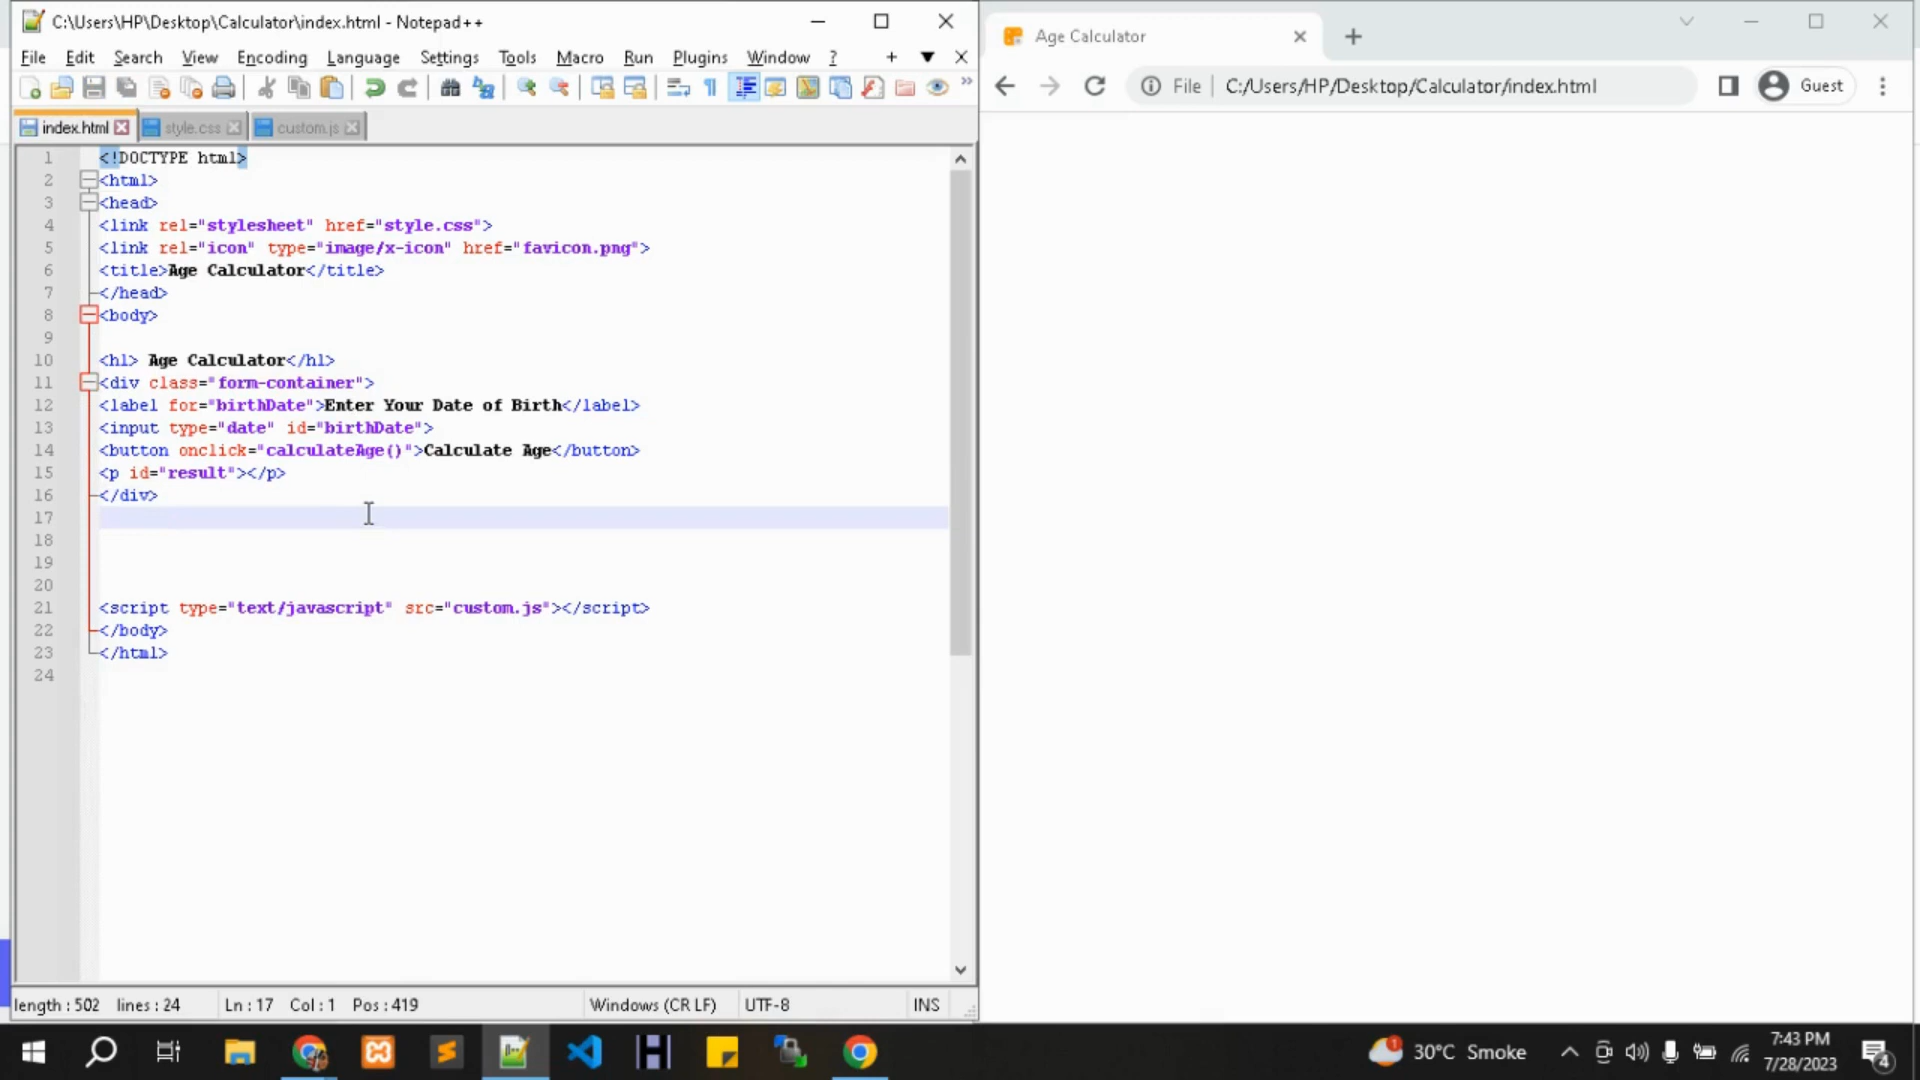 C:\Users\HP\Desktop\Calculator\index.html - Notepad++
File Edit Search View Encoding Language Settings Tools Macro Run Plugins Window ?
index.html style.css custom.js
1 <!DOCTYPE html>
2 <html>
3 <head>
4 <link rel="stylesheet" href="style.css">
5 <link rel="icon" type="image/x-icon" href="favicon.png">
6 <title>Age Calculator</title>
7 </head>
8 <body>
9
10 <h1> Age Calculator</h1>
11 <div class="form-container">
12 <label for="birthDate">Enter Your Date of Birth</label>
13 <input type="date" id="birthDate">
14 <button onclick="calculateAge()">Calculate Age</button>
15 <p id="result"></p>
16 </div>
17
18
19
20
21 <script type="text/javascript" src="custom.js"></script>
22 </body>
23 </html>
24
length : 502 lines : 24 Ln : 17 Col : 1 Pos : 419 Windows (CR LF) UTF-8 INS
Age Calculator
File C:/Users/HP/Desktop/Calculator/index.html Guest
1 30°C Smoke
7:43 PM
7/28/2023
4